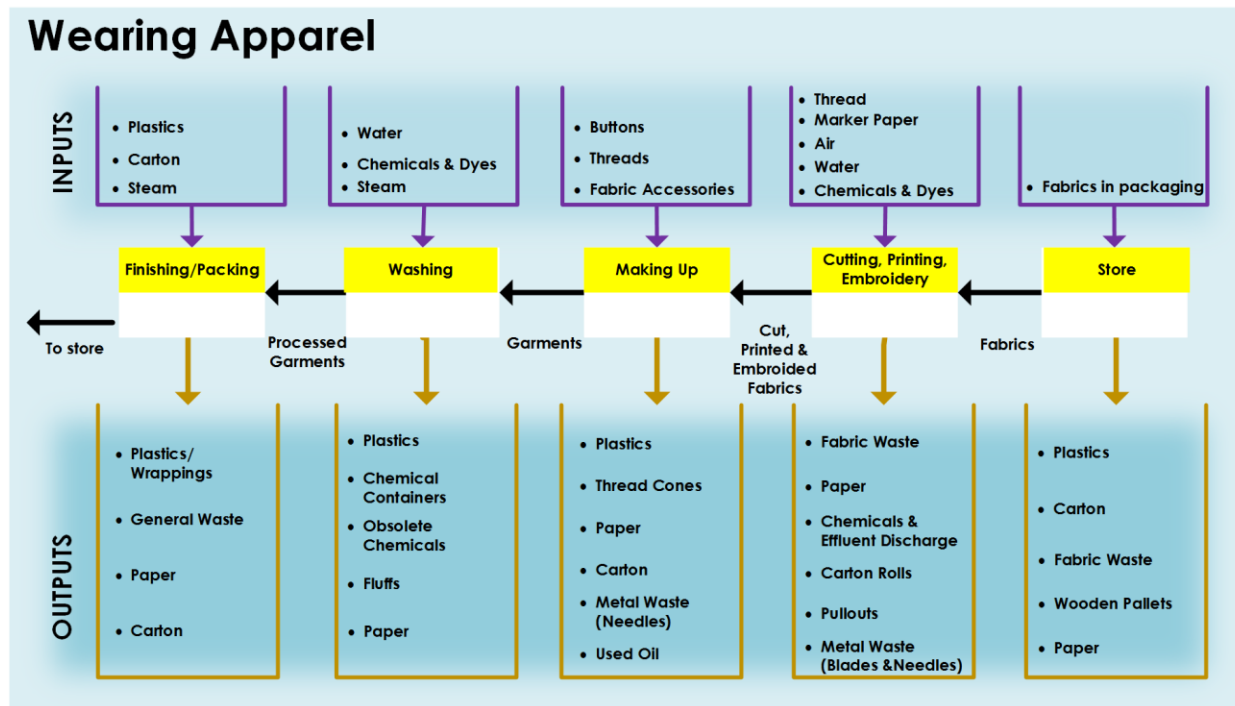 Wearing Apparel
INPUTS
• Plastics
• Carton
• Steam
• Water
• Chemicals & Dyes
• Steam
• Buttons
• Threads
• Fabric Accessories
• Thread
• Marker Paper
• Air
• Water
• Chemicals & Dyes
• Fabrics in packaging
Finishing/Packing
Washing
Making Up
Cutting, Printing,
Embroidery
Store
To store
Processed
Garments
Garments
Cut,
Printed &
Embroided
Fabrics
Fabrics
OUTPUTS
• Plastics/
Wrappings
• General Waste
• Paper
• Carton
• Plastics
• Chemical
Containers
• Obsolete
Chemicals
• Fluffs
• Paper
• Plastics
• Thread Cones
• Paper
• Carton
• Metal Waste
(Needles)
• Used Oil
• Fabric Waste
• Paper
• Chemicals &
Effluent Discharge
• Carton Rolls
• Pullouts
• Metal Waste
(Blades &Needles)
• Plastics
• Carton
• Fabric Waste
• Wooden Pallets
• Paper